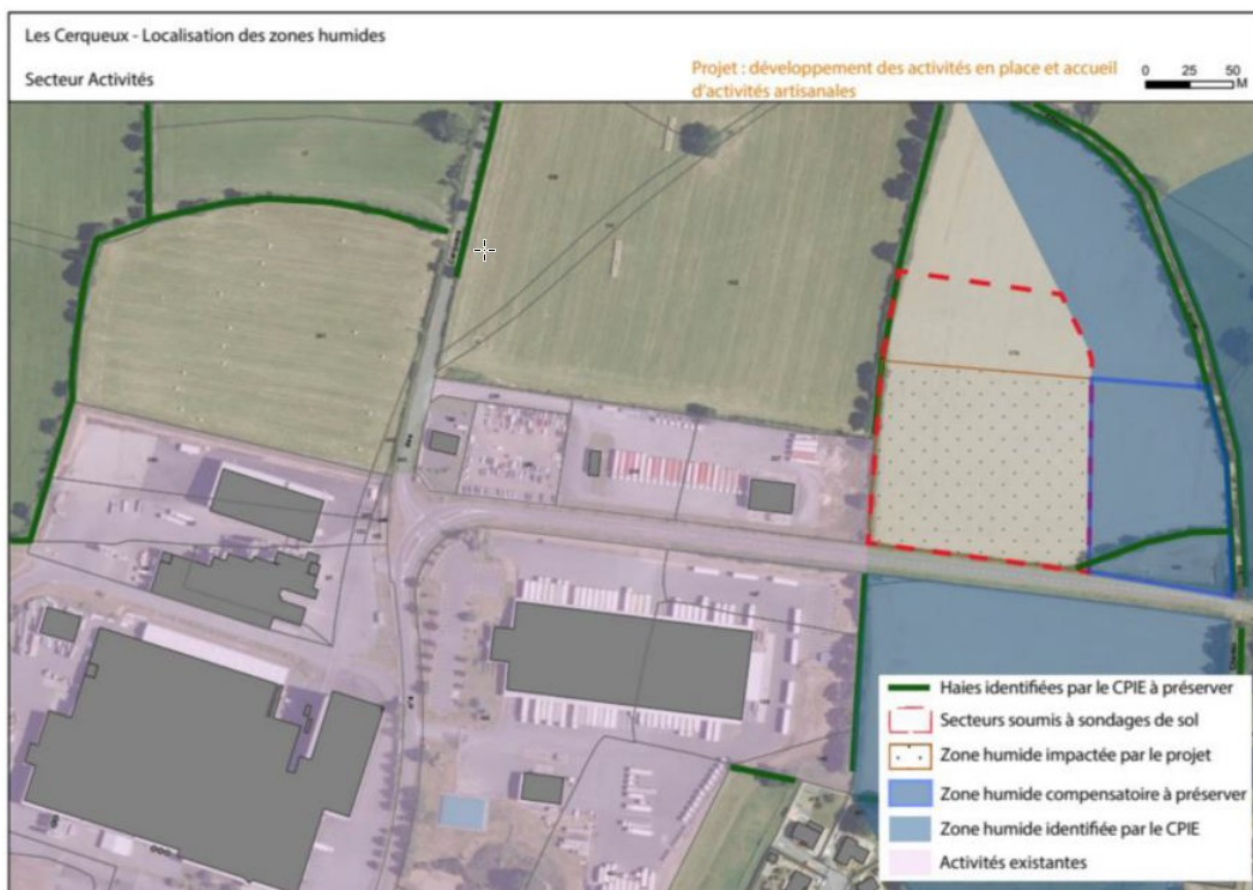 Les Cerqueux - Localisation des zones humides
Secteur Activités
Projet : développement des activités en place et accueil
d'activités artisanales
0 25 50
M
Haies identifiées par le CPIE à préserver
Secteurs soumis à sondages de sol
Zone humide impactée par le projet
Zone humide compensatoire à préserver
Zone humide identifiée par le CPIE
Activités existantes